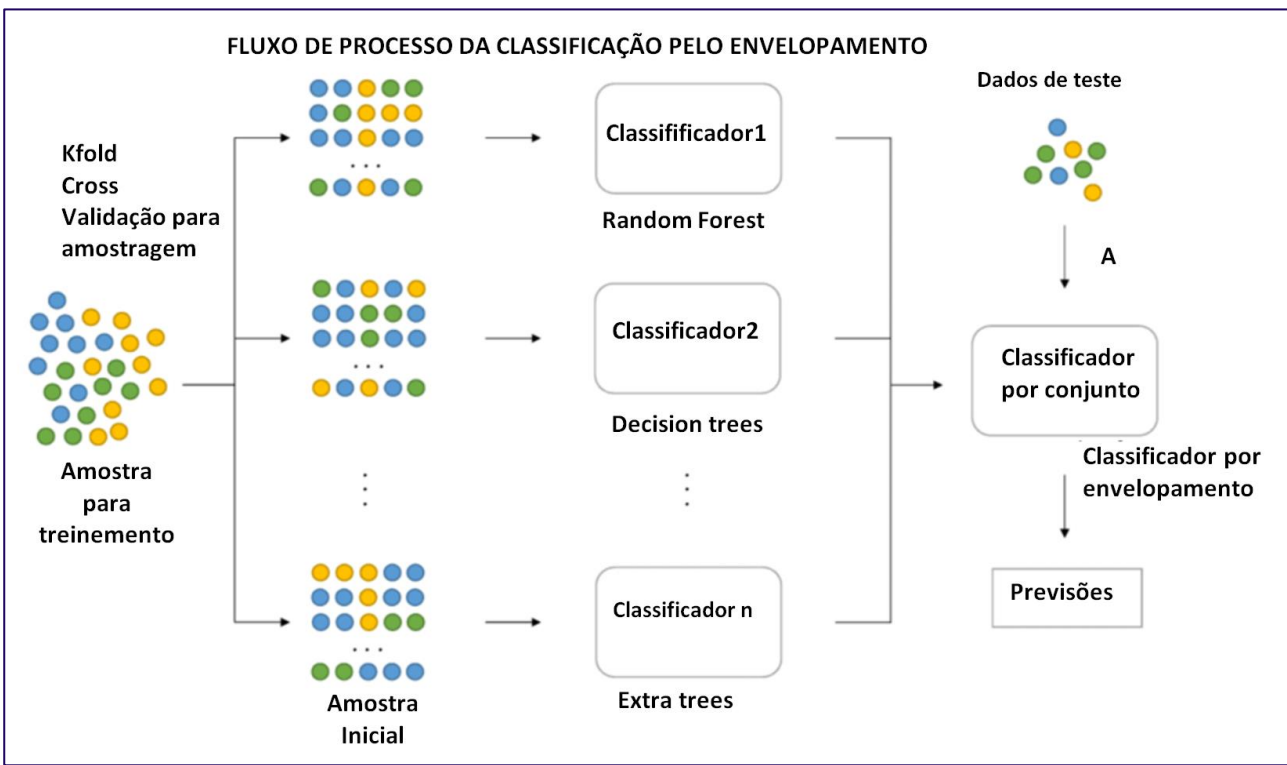 FLUXO DE PROCESSO DA CLASSIFICAÇÃO PELO ENVELOPAMENTO
Kfold
Cross
Validação para
amostragem
Amostra
para
treinemento
Amostra
Inicial
Classifificador1
Random Forest
Classificador2
Decision trees
Classificador n
Extra trees
Dados de teste
A
Classificador
por conjunto
Classificador por
envelopamento
Previsões